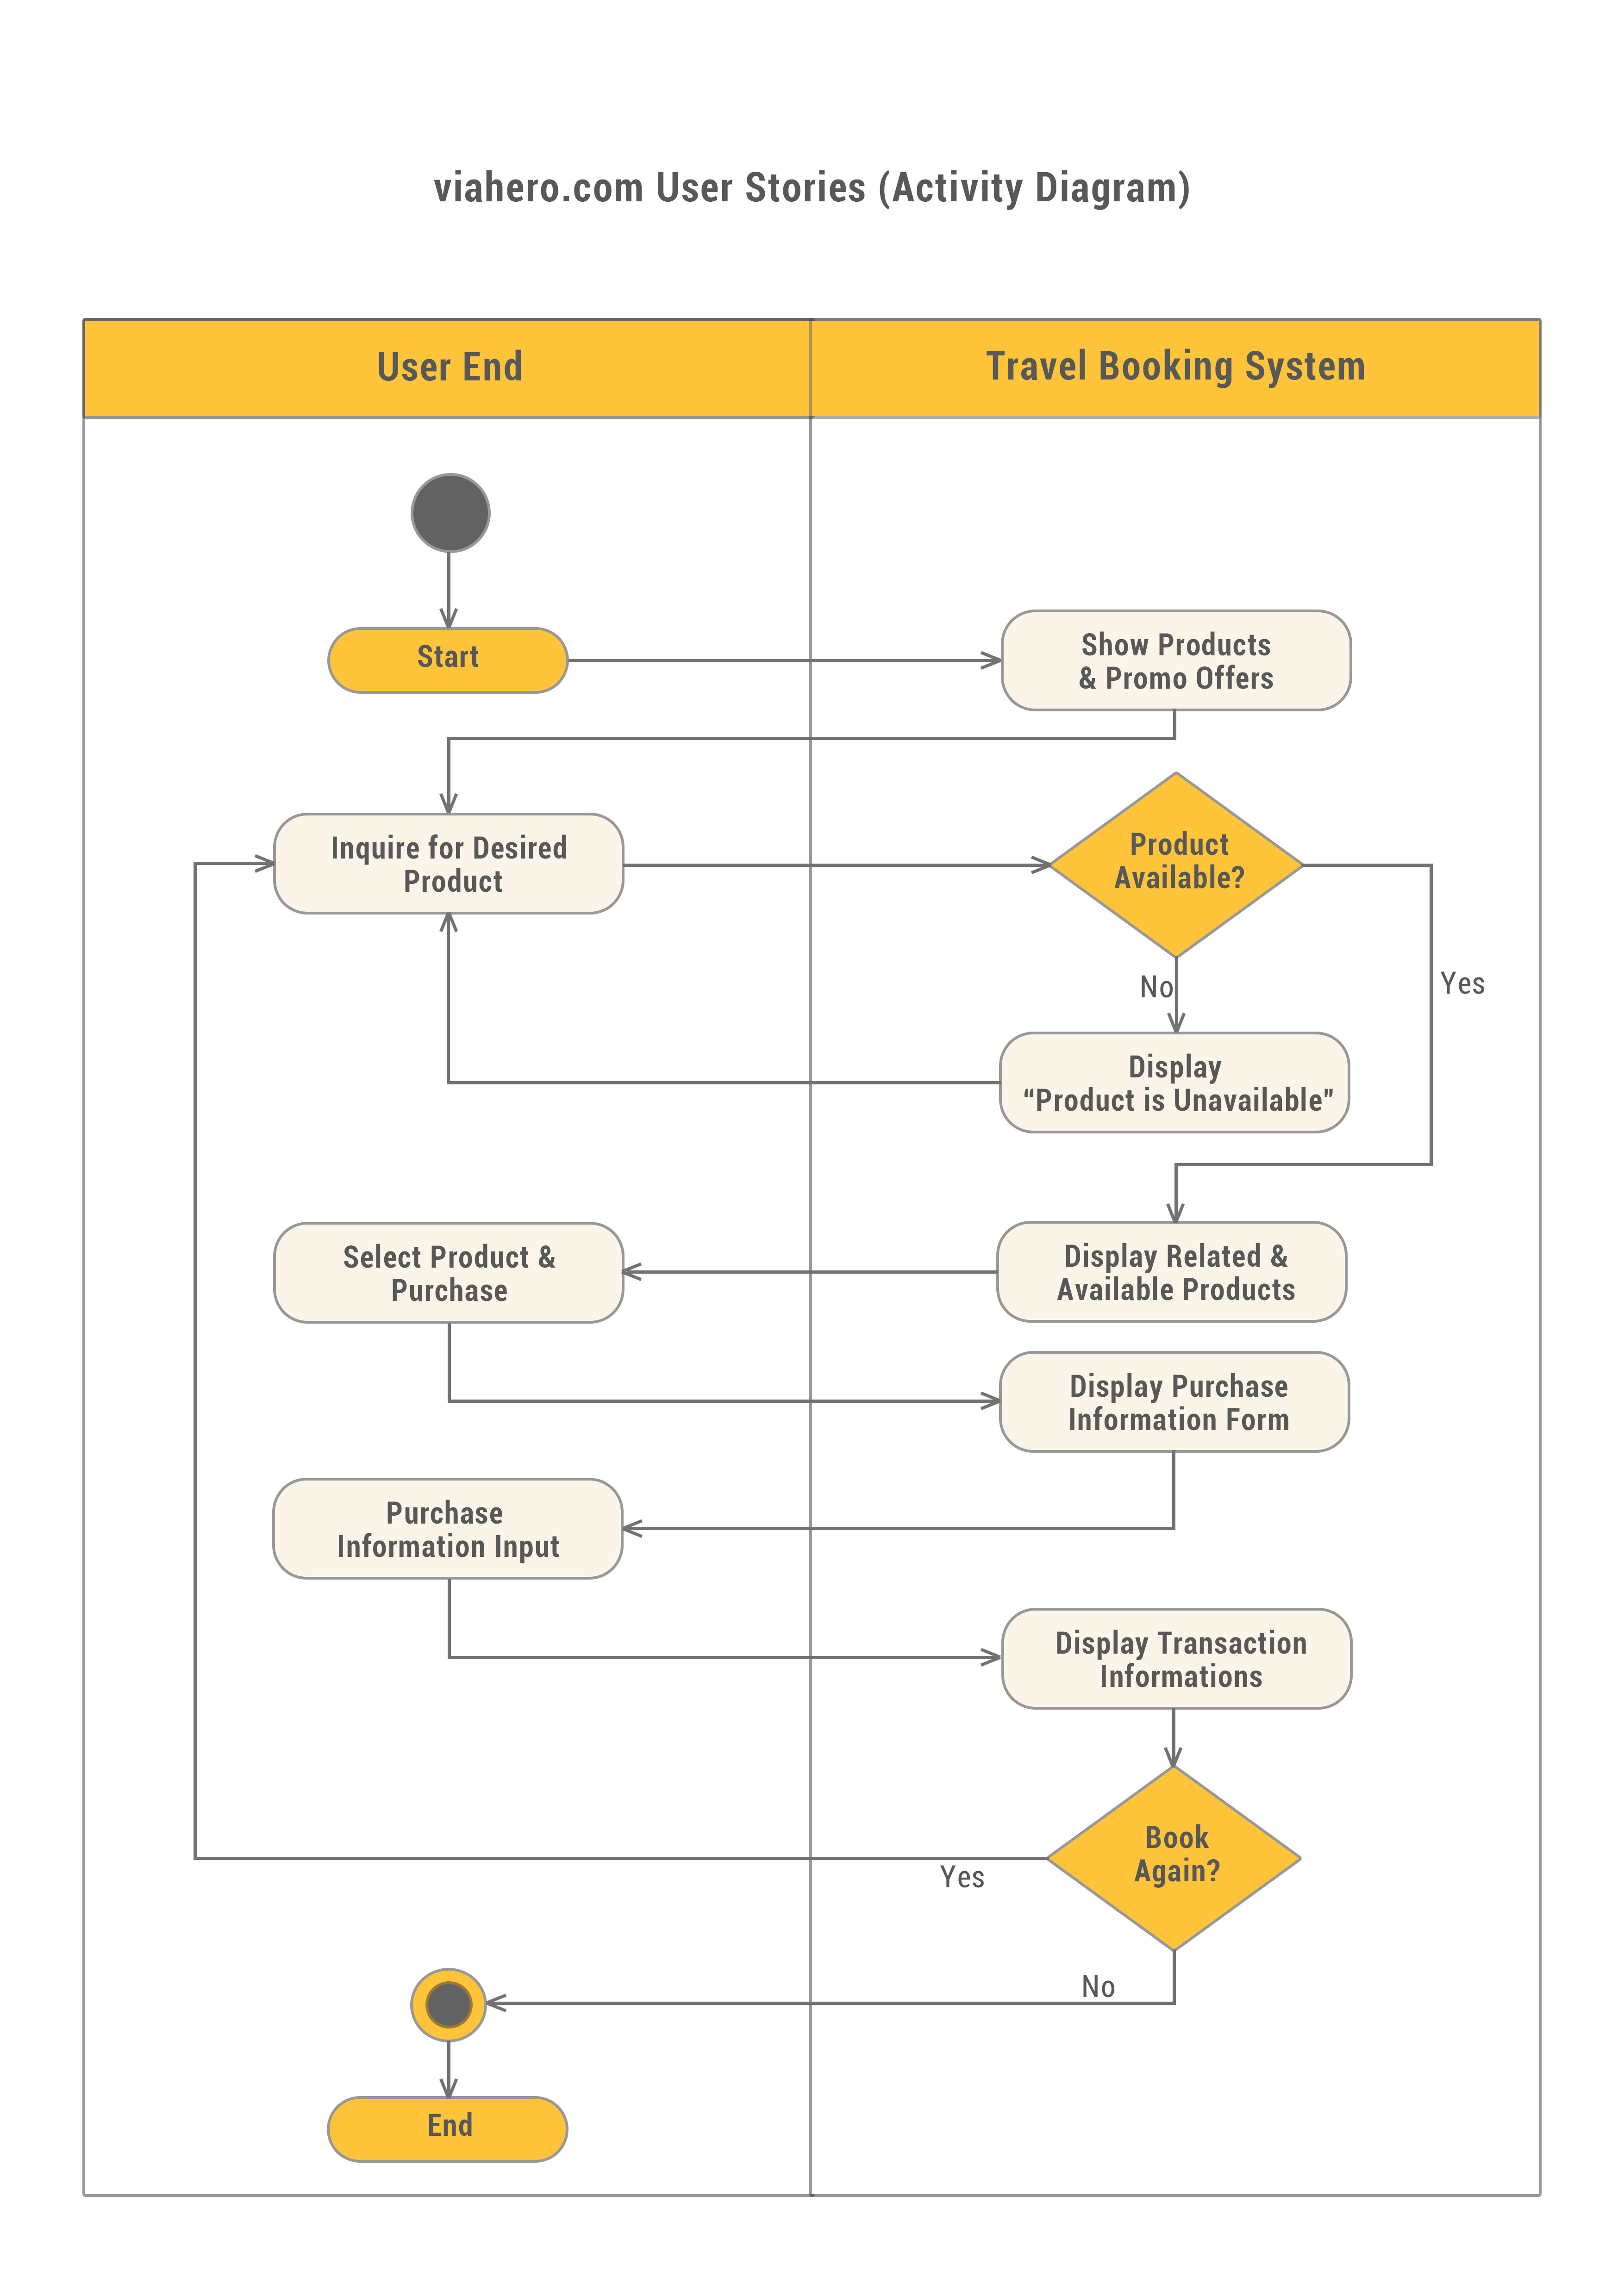 viahero.com User Stories (Activity Diagram)
User End
Travel Booking System
Start
Show Products
& Promo Offers
Inquire for Desired
Product
Product
Available?
No
Yes
Display
“Product is Unavailable”
Select Product &
Purchase
Display Related &
Available Products
Display Purchase
Information Form
Purchase
Information Input
Display Transaction
Informations
Book
Again?
Yes
No
End